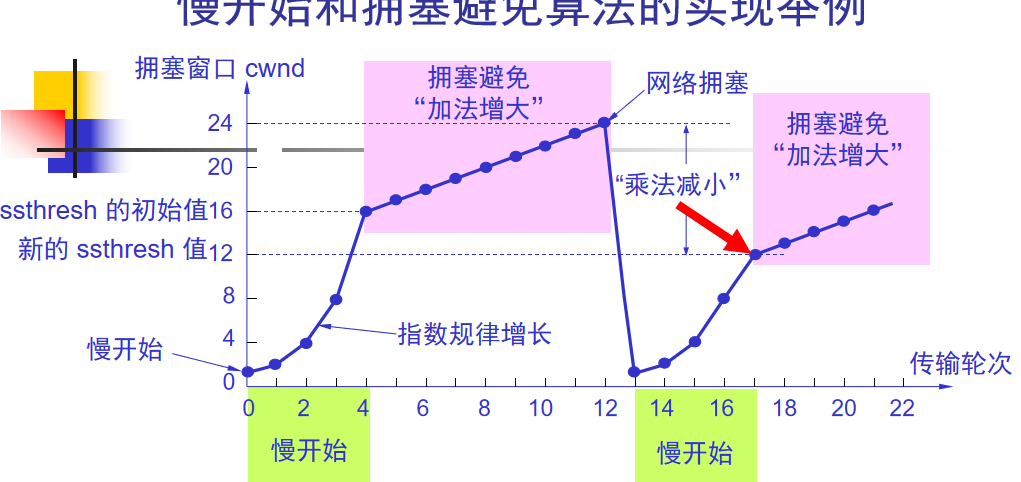 慢开始和拥塞避免算法的实现举例
拥塞窗口 cwnd
拥塞避免
“加法增大”
网络拥塞
24
拥塞避免
“加法增大”
20
“乘法减小”
ssthresh 的初始值16
新的 ssthresh 值12
8
4
指数规律增长
慢开始
传输轮次
0
0 2 4 6 8 10 12 14 16 18 20 22
慢开始
慢开始